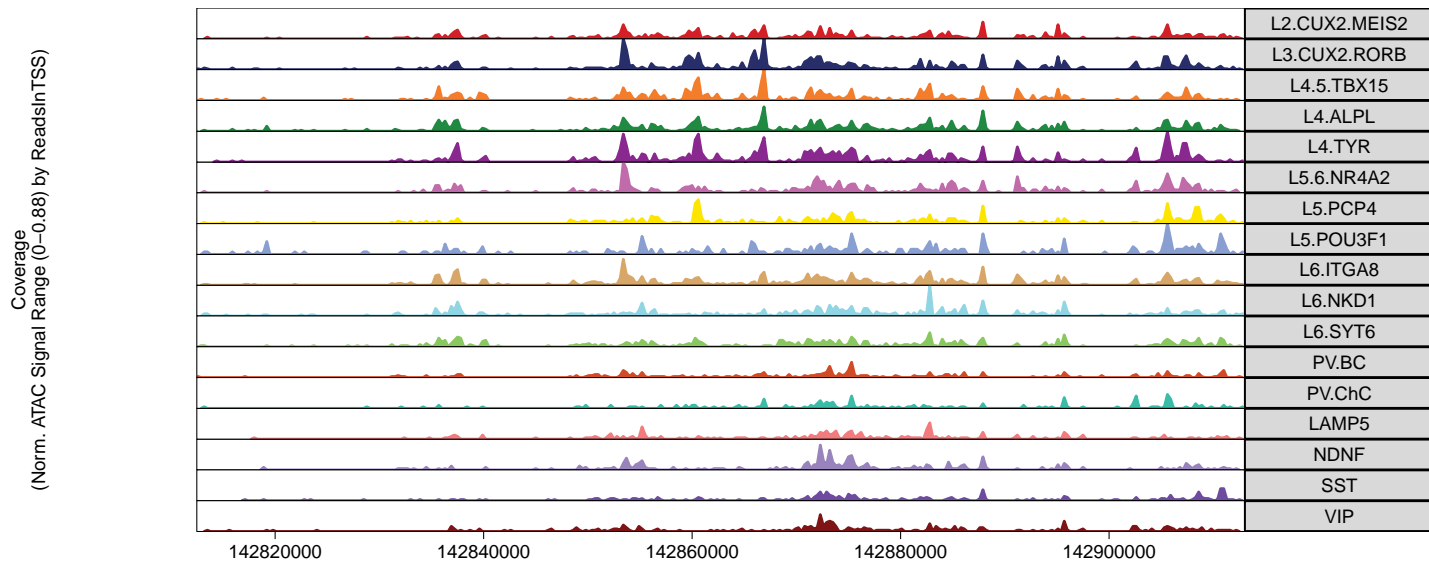 Coverage
(Norm. ATAC Signal Range (0−0.88) by ReadsInTSS)
L2.CUX2.MEIS2
L3.CUX2.RORB
L4.5.TBX15
L4.ALPL
L4.TYR
L5.6.NR4A2
L5.PCP4
L5.POU3F1
L6.ITGA8
L6.NKD1
L6.SYT6
PV.BC
PV.ChC
LAMP5
NDNF
SST
VIP
142820000 142840000 142860000 142880000 142900000